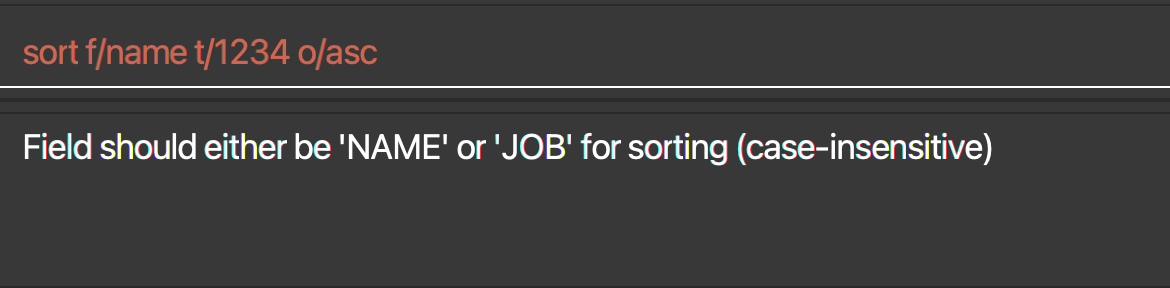 sort f/name t/1234 o/asc
Field should either be 'NAME' or 'JOB' for sorting (case-insensitive)